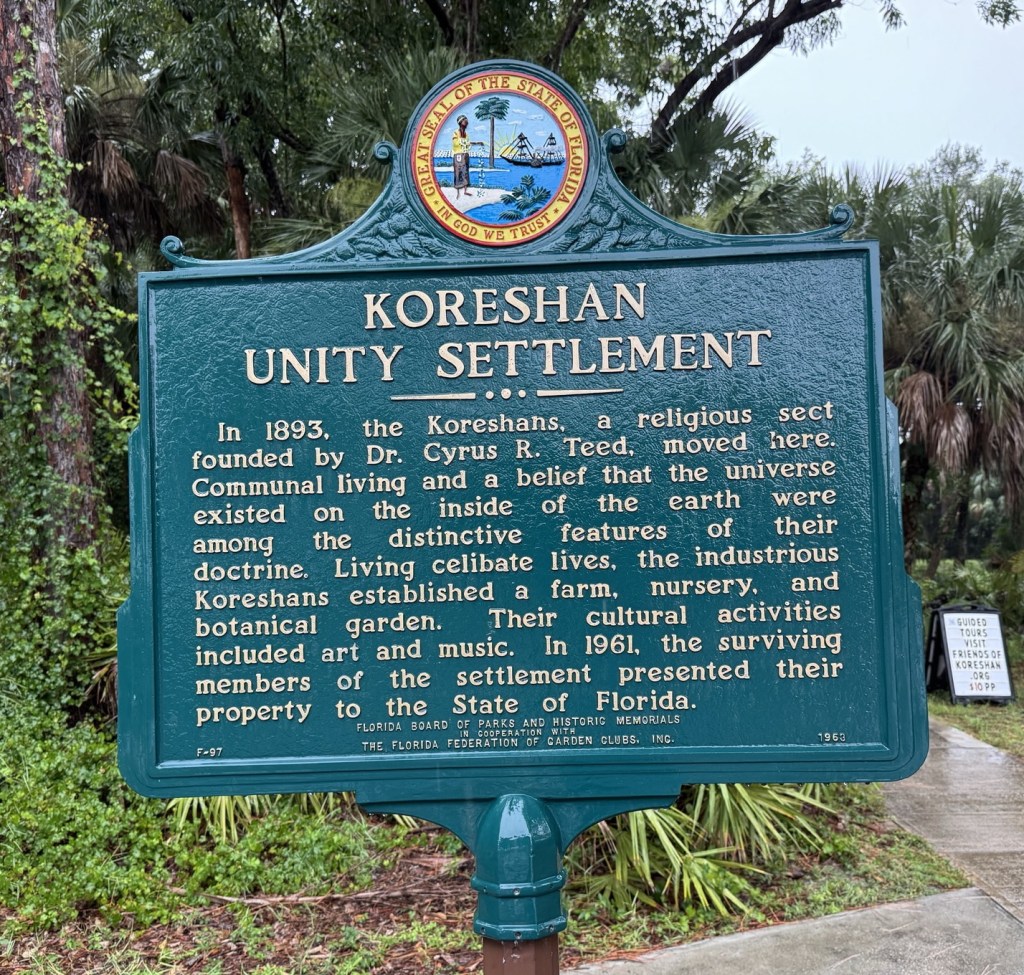 GREAT SEAL OF THE STATE OF FLORIDA
• IN GOD WE TRUST •
KORESHAN
UNITY SETTLEMENT
In 1893, the Koreshans, a religious sect
founded by Dr. Cyrus R. Teed, moved here.
Communal living and a belief that the universe
existed on the inside of the earth were
among the distinctive features of their
doctrine. Living celibate lives, the industrious
Koreshans established a farm, nursery, and
botanical garden. Their cultural activities
included art and music. In 1961, the surviving
members of the settlement presented their
property to the State of Florida.
FLORIDA BOARD OF PARKS AND HISTORIC MEMORIALS
IN COOPERATION WITH
THE FLORIDA FEDERATION OF GARDEN CLUBS, INC.
F-97
1963
GUIDED
TOURS
VISIT
FRIENDS OF
KORESHAN
.ORG
$10 PP